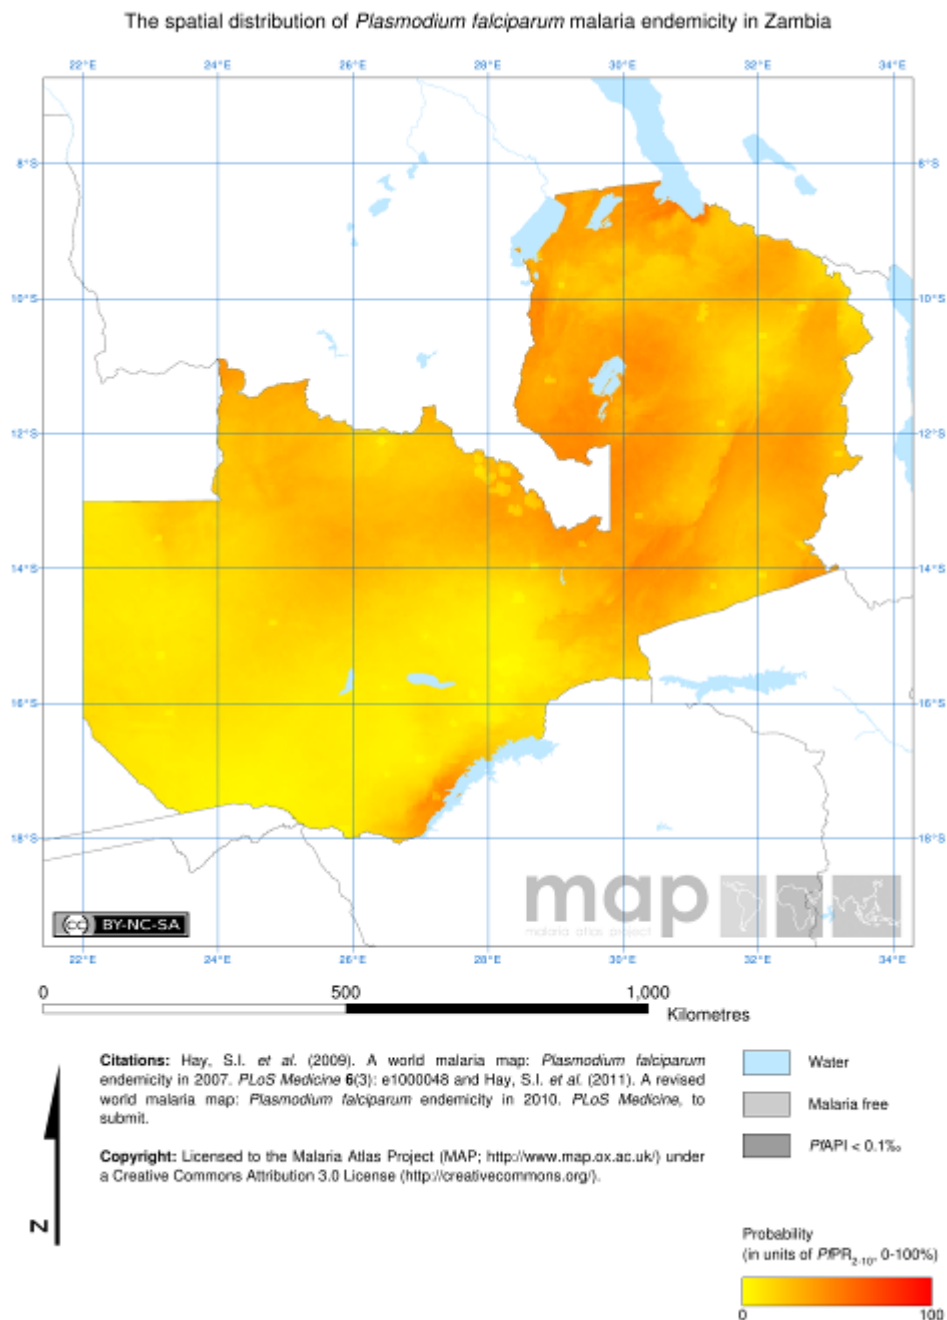 The spatial distribution of Plasmodium falciparum malaria endemicity in Zambia
22°E 24°E 26°E 28°E 30°E 32°E 34°E
8°S 8°S
10°S 10°S
12°S 12°S
14°S 14°S
16°S 16°S
18°S 18°S
map
malaria atlas project
CC BY-NC-SA
22°E 24°E 26°E 28°E 30°E 32°E 34°E
0 500 1,000
Kilometres
Citations: Hay, S.I. et al. (2009). A world malaria map: Plasmodium falciparum
endemicity in 2007. PLoS Medicine 6(3): e1000048 and Hay, S.I. et al. (2011). A revised
world malaria map: Plasmodium falciparum endemicity in 2010. PLoS Medicine, to
submit.
Copyright: Licensed to the Malaria Atlas Project (MAP; http://www.map.ox.ac.uk/) under
a Creative Commons Attribution 3.0 License (http://creativecommons.org/).
N
Water
Malaria free
PfAPI < 0.1‰
Probability
(in units of PfPR2-10, 0-100%)
0 100